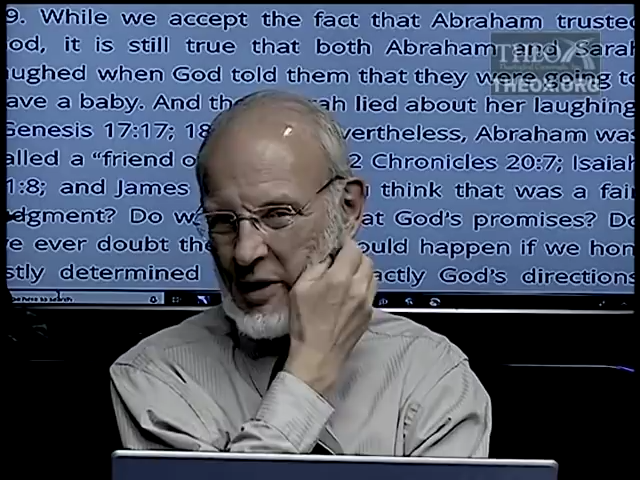 9. While we accept the fact that Abraham trusted
od, it is still true that both Abraham and Sarah
ughed when God told them that they were going to
ave a baby. And the rah lied about her laughing
Genesis 17:17; 18 vertheless, Abraham was
alled a “friend o 2 Chronicles 20:7; Isaiah
1:8; and James think that was a fair
dgment? Do w at God's promises? Do
e ever doubt the ould happen if we hon
stly determined actly God's directions
THEOX
THEOX.ORG